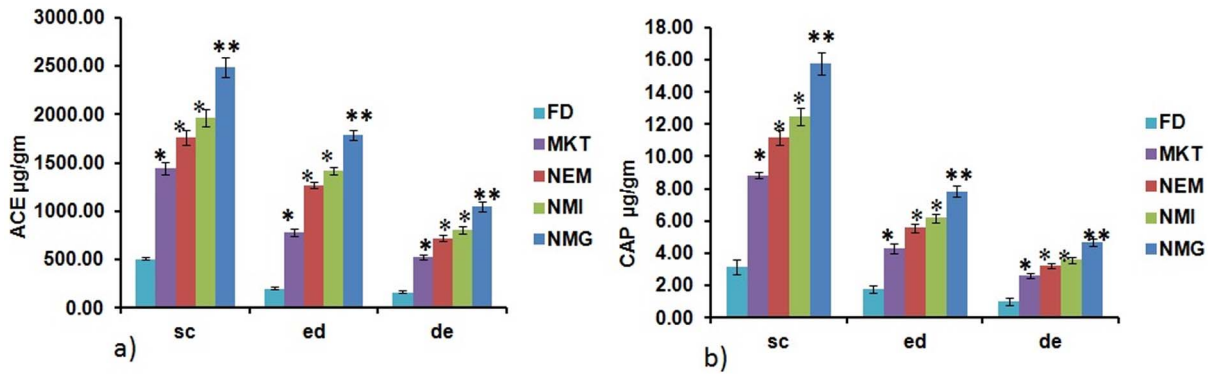 3000.00
2500.00
2000.00
1500.00
1000.00
500.00
0.00
ACE µg/gm
** 
* * *
**
* * *
**
* * *
sc ed de
FD
MKT
NEM
NMI
NMG
a)
18.00
16.00
14.00
12.00
10.00
8.00
6.00
4.00
2.00
0.00
CAP µg/gm
**
* * *
**
* * *
**
* * *
sc ed de
FD
MKT
NEM
NMI
NMG
b)